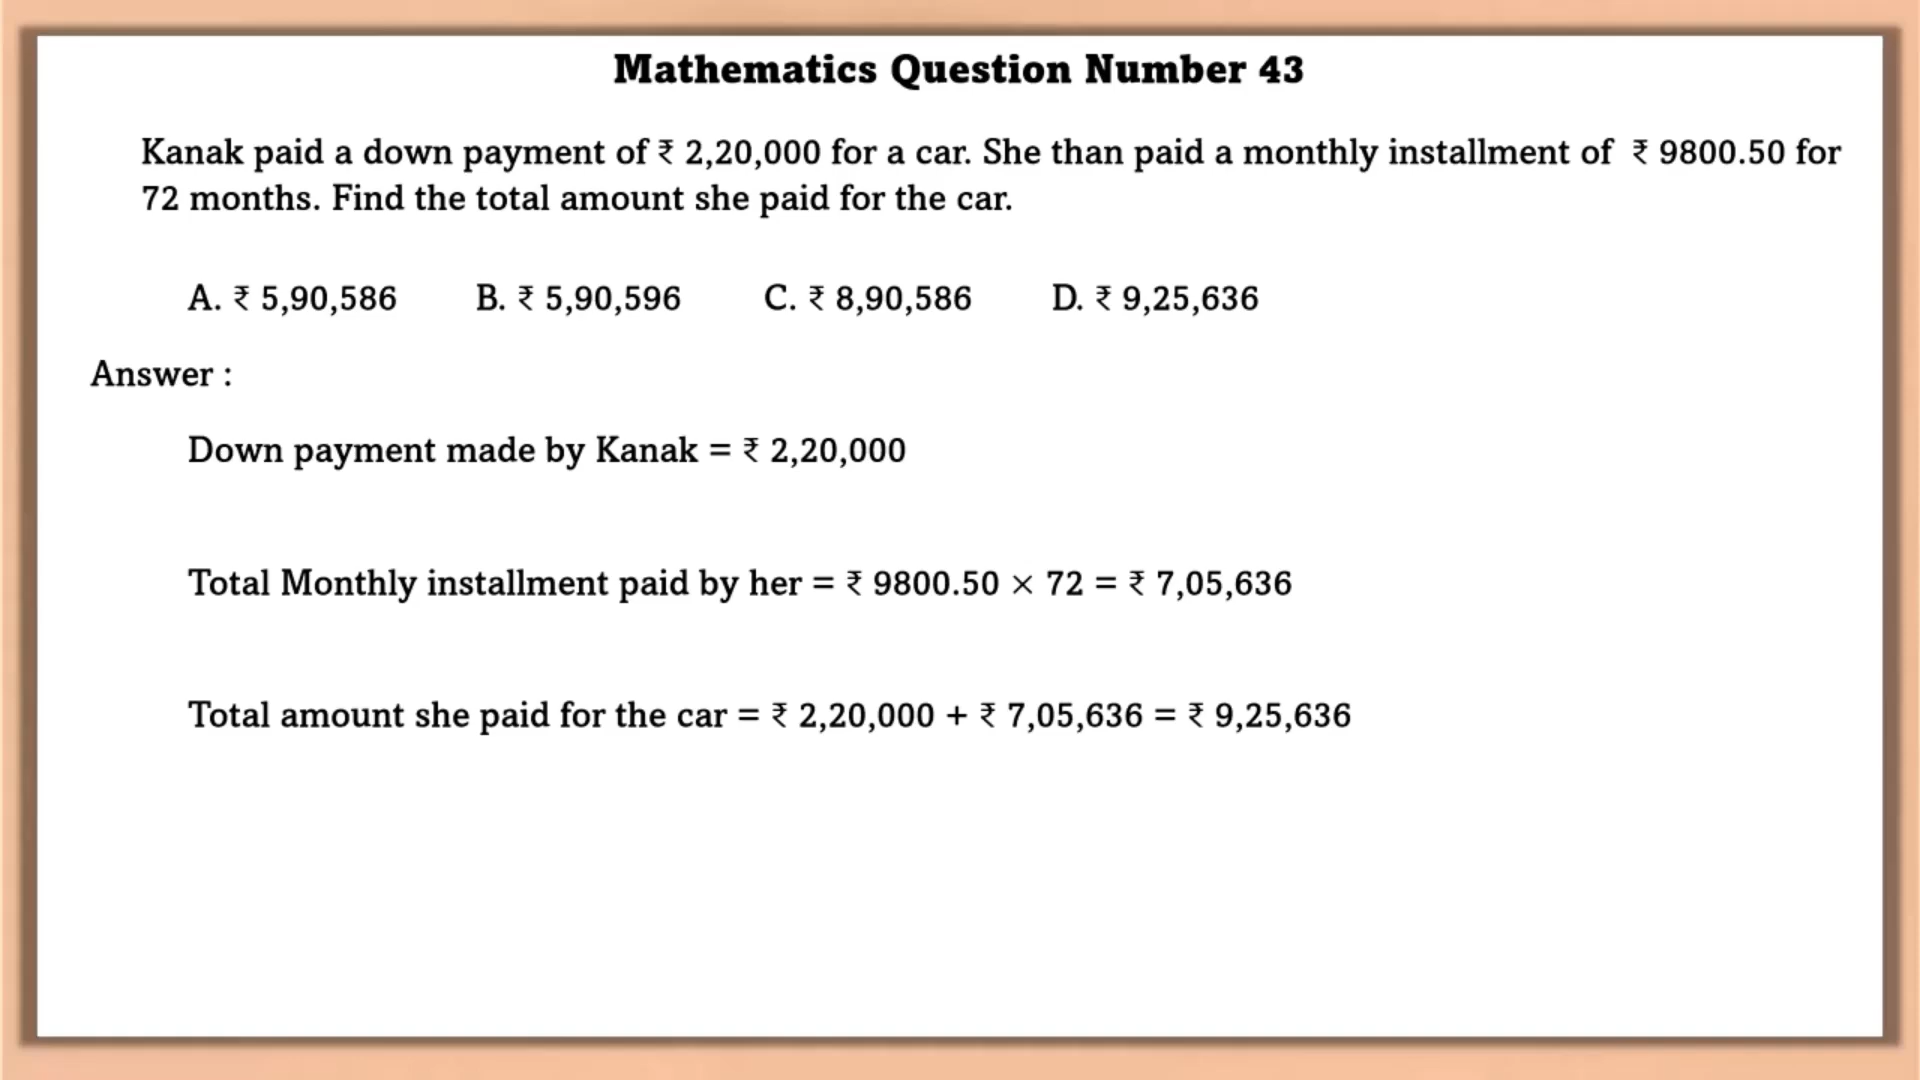 Mathematics Question Number 43
Kanak paid a down payment of ₹ 2,20,000 for a car. She than paid a monthly installment of ₹ 9800.50 for
72 months. Find the total amount she paid for the car.
A. ₹ 5,90,586 B. ₹ 5,90,596 C. ₹ 8,90,586 D. ₹ 9,25,636
Answer :
Down payment made by Kanak = ₹ 2,20,000
Total Monthly installment paid by her = ₹ 9800.50 × 72 = ₹ 7,05,636
Total amount she paid for the car = ₹ 2,20,000 + ₹ 7,05,636 = ₹ 9,25,636